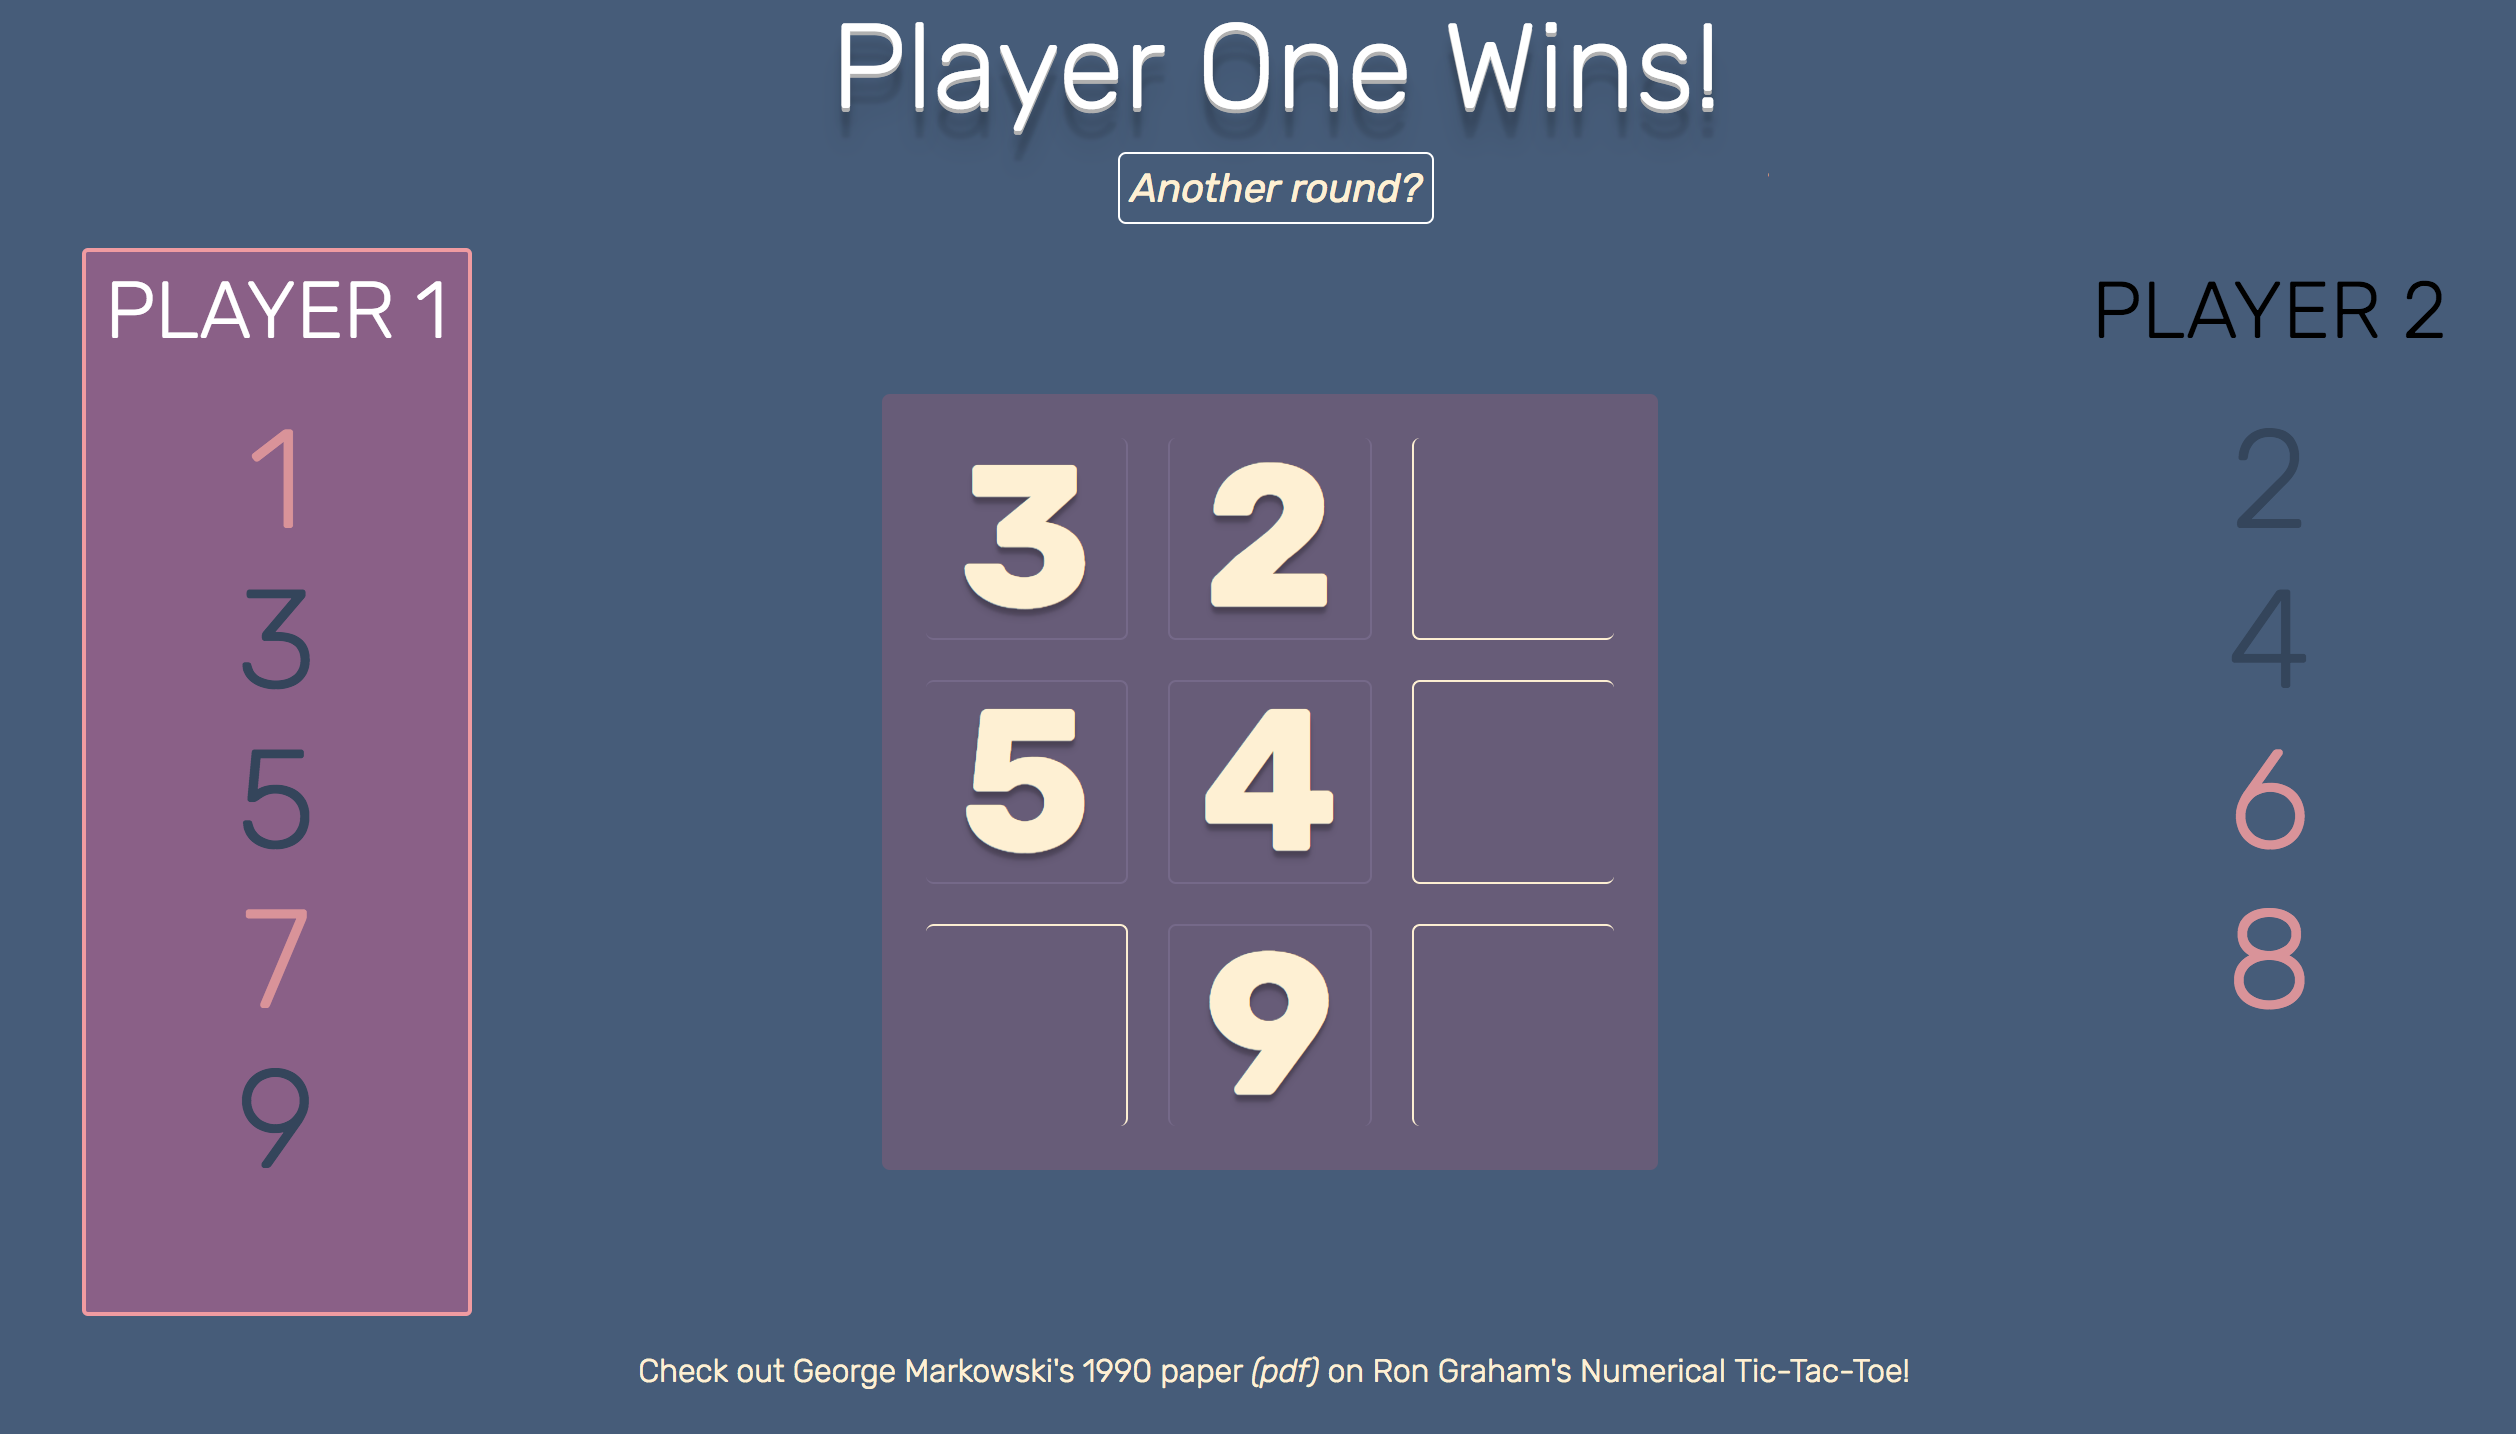 Player One Wins!
Another round?
PLAYER 1
1
3
5
7
9
3 2
5 4
9
PLAYER 2
2
4
6
8
Check out George Markowski's 1990 paper (pdf) on Ron Graham's Numerical Tic-Tac-Toe!